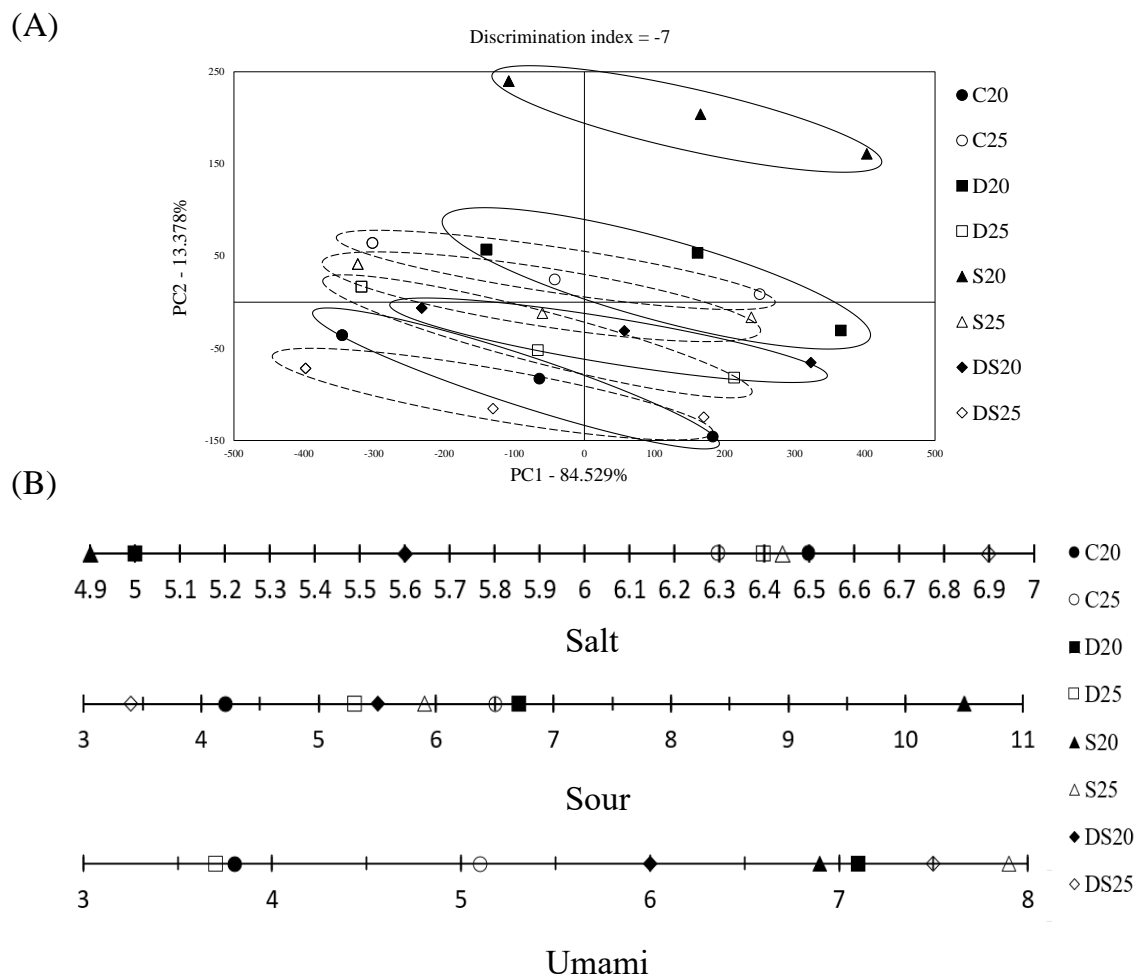 (A)
Discrimination index = -7
250
150
50
-50
-150
PC2 - 13.378%
-500 -400 -300 -200 -100 0 100 200 300 400 500
PC1 - 84.529%
C20
C25
D20
D25
S20
S25
DS20
DS25
(B)
4.9 5 5.1 5.2 5.3 5.4 5.5 5.6 5.7 5.8 5.9 6 6.1 6.2 6.3 6.4 6.5 6.6 6.7 6.8 6.9 7
Salt
3 4 5 6 7 8 9 10 11
Sour
3 4 5 6 7 8
Umami
C20
C25
D20
D25
S20
S25
DS20
DS25